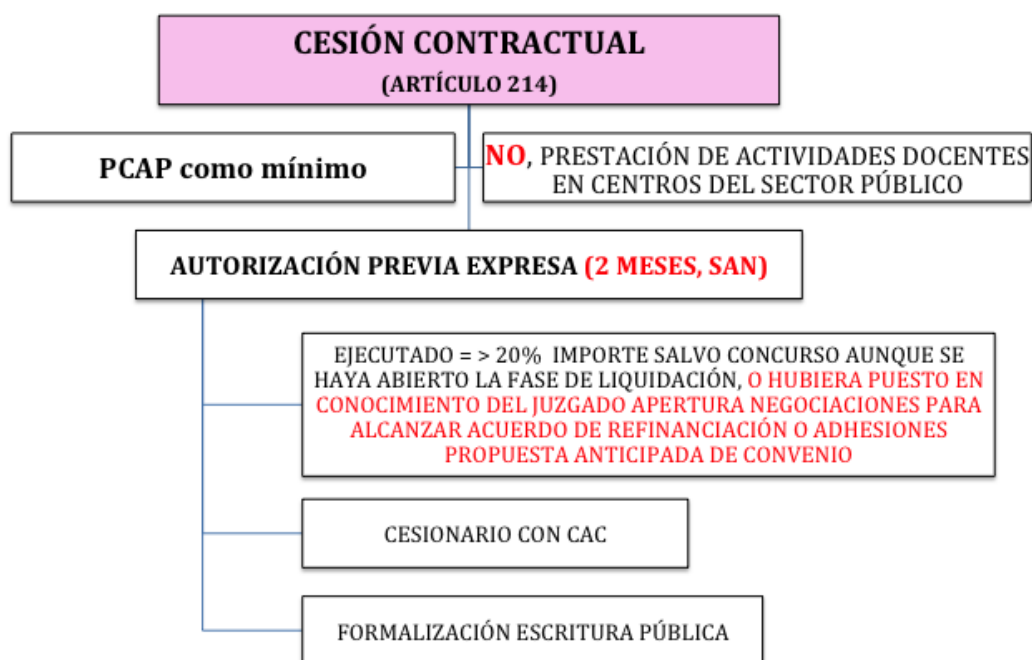 CESIÓN CONTRACTUAL
(ARTÍCULO 214)
PCAP como mínimo
NO, PRESTACIÓN DE ACTIVIDADES DOCENTES
EN CENTROS DEL SECTOR PÚBLICO
AUTORIZACIÓN PREVIA EXPRESA (2 MESES, SAN)
EJECUTADO = > 20% IMPORTE SALVO CONCURSO AUNQUE SE
HAYA ABIERTO LA FASE DE LIQUIDACIÓN, O HUBIERA PUESTO EN
CONOCIMIENTO DEL JUZGADO APERTURA NEGOCIACIONES PARA
ALCANZAR ACUERDO DE REFINANCIACIÓN O ADHESIONES
PROPUESTA ANTICIPADA DE CONVENIO
CESIONARIO CON CAC
FORMALIZACIÓN ESCRITURA PÚBLICA